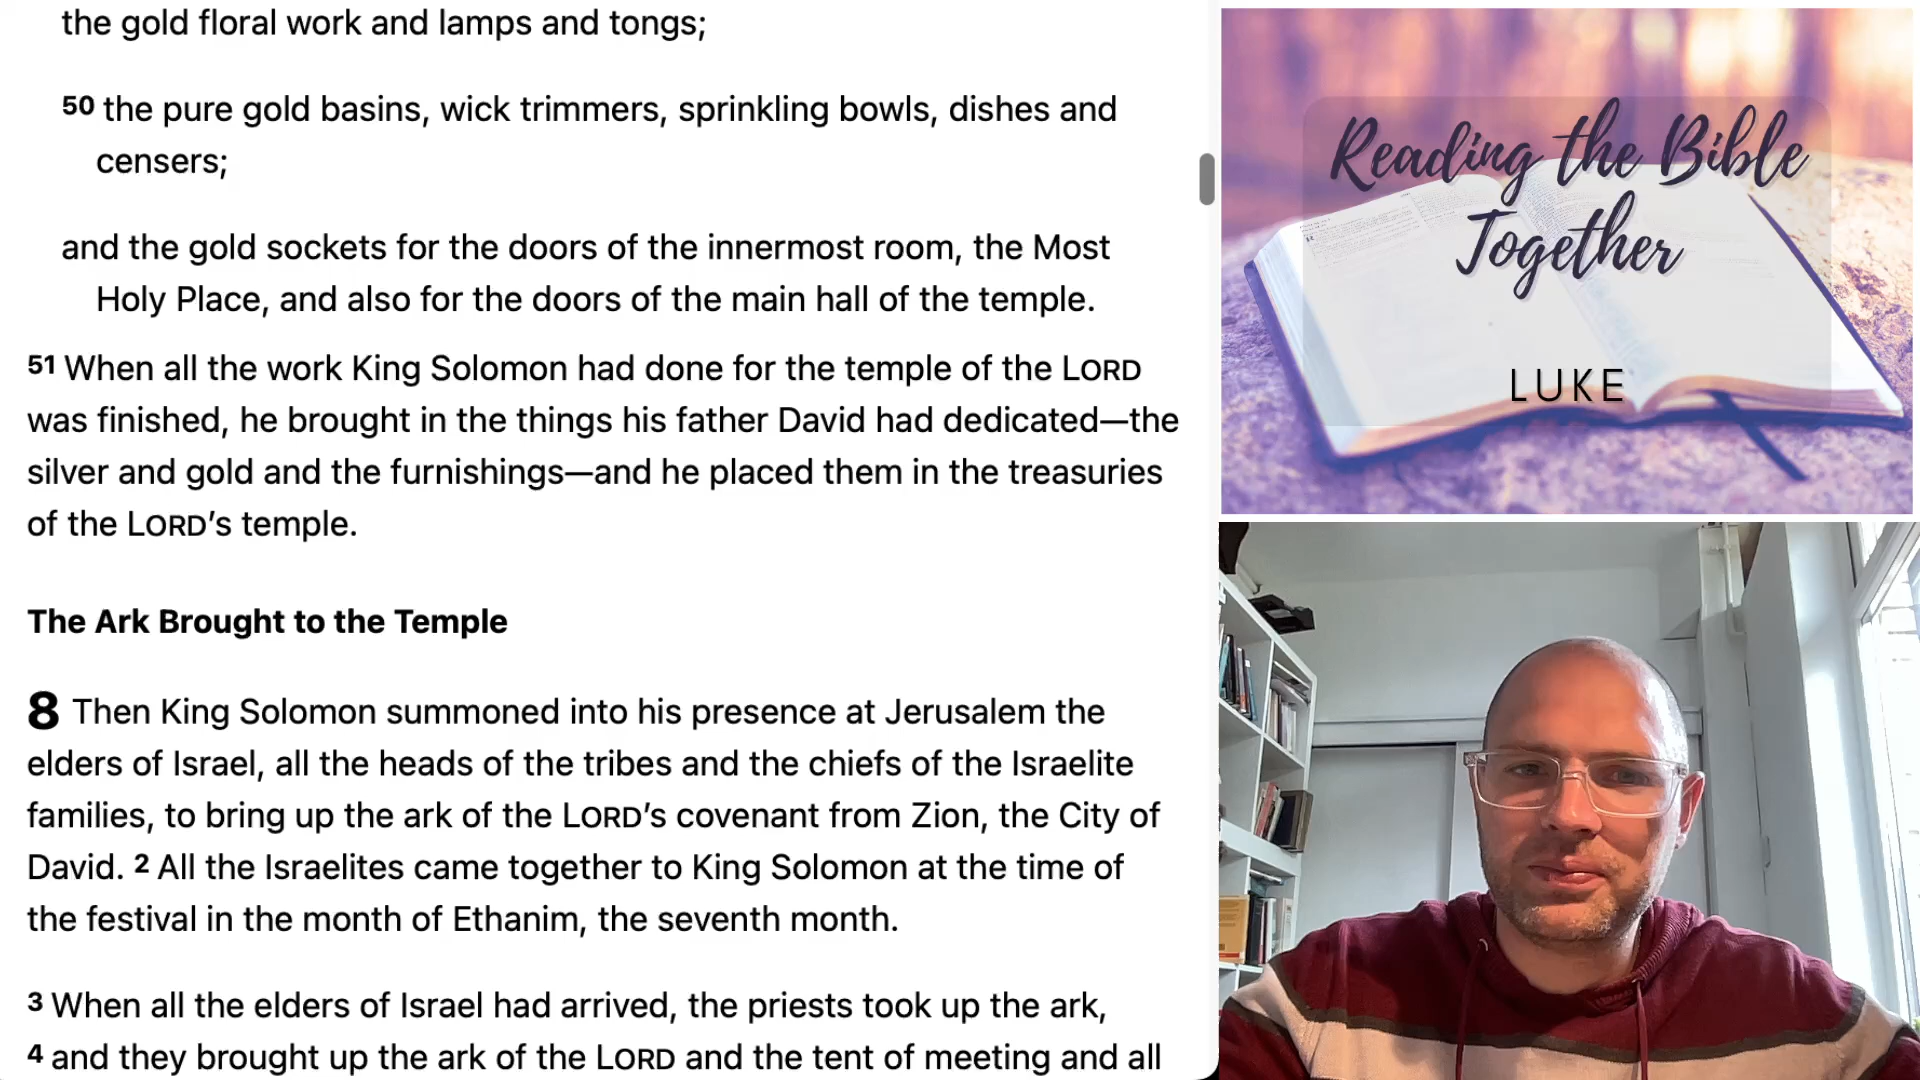 the gold floral work and lamps and tongs;
50 the pure gold basins, wick trimmers, sprinkling bowls, dishes and
censers;
and the gold sockets for the doors of the innermost room, the Most
Holy Place, and also for the doors of the main hall of the temple.
51 When all the work King Solomon had done for the temple of the LORD
was finished, he brought in the things his father David had dedicated—the
silver and gold and the furnishings—and he placed them in the treasuries
of the LORD’s temple.
The Ark Brought to the Temple
8 Then King Solomon summoned into his presence at Jerusalem the
elders of Israel, all the heads of the tribes and the chiefs of the Israelite
families, to bring up the ark of the LORD’s covenant from Zion, the City of
David. 2 All the Israelites came together to King Solomon at the time of
the festival in the month of Ethanim, the seventh month.
3 When all the elders of Israel had arrived, the priests took up the ark,
4 and they brought up the ark of the LORD and the tent of meeting and all
Reading the Bible
Together
LUKE